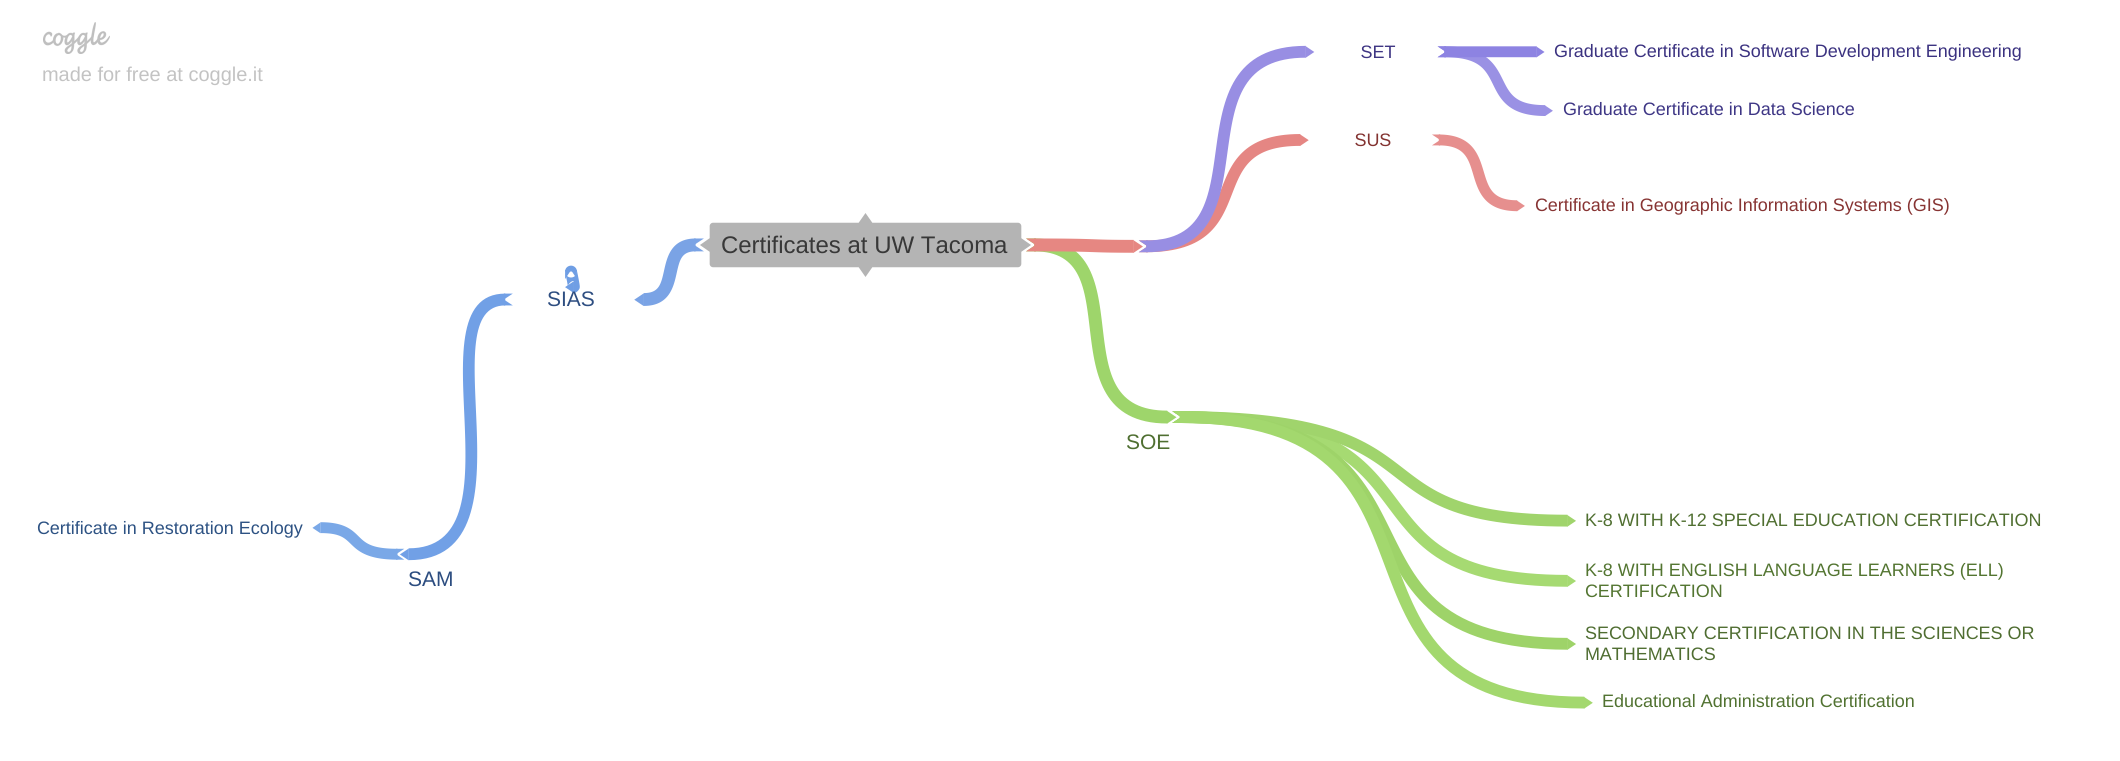 coggle
made for free at coggle.it
SET
Graduate Certificate in Software Development Engineering
Graduate Certificate in Data Science
SUS
Certificate in Geographic Information Systems (GIS)
Certificates at UW Tacoma
SIAS
SOE
K-8 WITH K-12 SPECIAL EDUCATION CERTIFICATION
K-8 WITH ENGLISH LANGUAGE LEARNERS (ELL)
CERTIFICATION
SECONDARY CERTIFICATION IN THE SCIENCES OR
MATHEMATICS
Educational Administration Certification
Certificate in Restoration Ecology
SAM